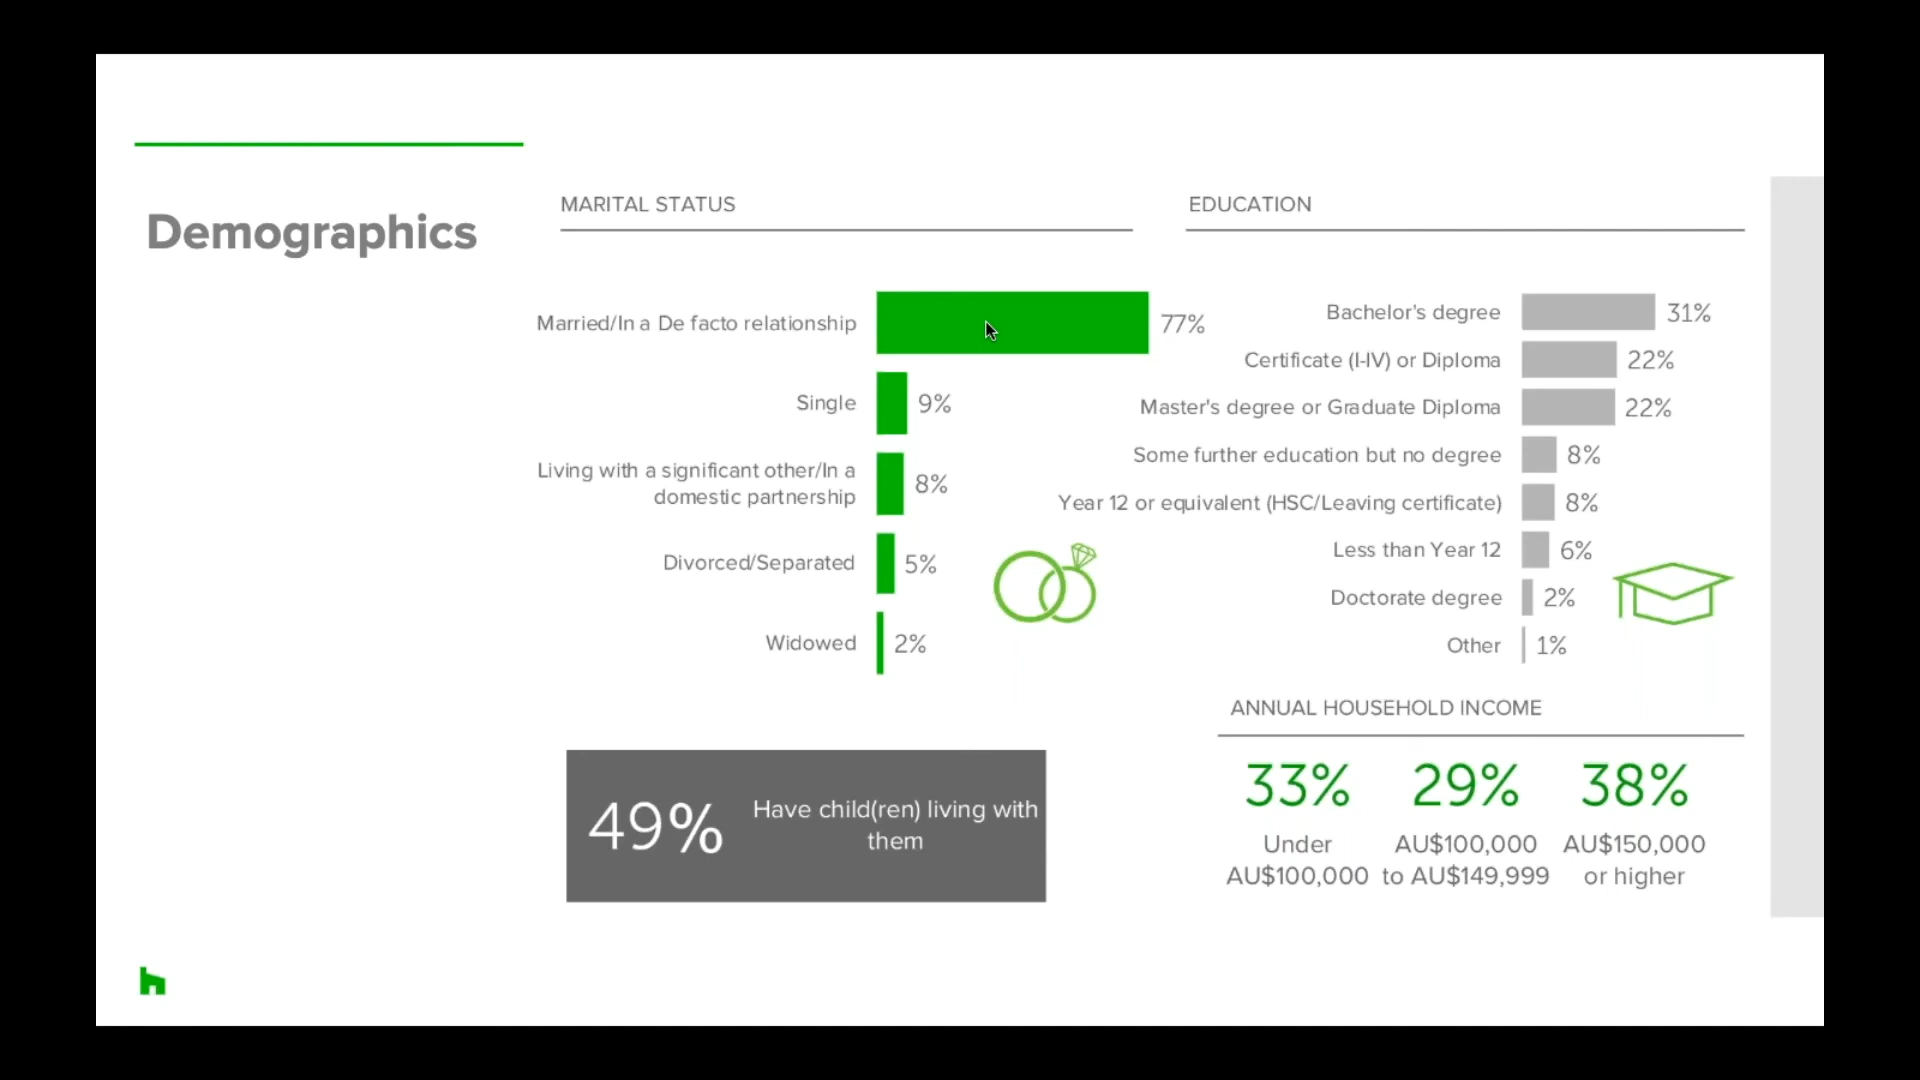 Demographics
MARITAL STATUS
Married/In a De facto relationship 77%
Single 9%
Living with a significant other/In a
domestic partnership 8%
Divorced/Separated 5%
Widowed 2%
49% Have child(ren) living with
them
EDUCATION
Bachelor's degree 31%
Certificate (I-IV) or Diploma 22%
Master's degree or Graduate Diploma 22%
Some further education but no degree 8%
Year 12 or equivalent (HSC/Leaving certificate) 8%
Less than Year 12 6%
Doctorate degree 2%
Other 1%
ANNUAL HOUSEHOLD INCOME
33% 29% 38%
Under AU$100,000 AU$150,000
AU$100,000 to AU$149,999 or higher